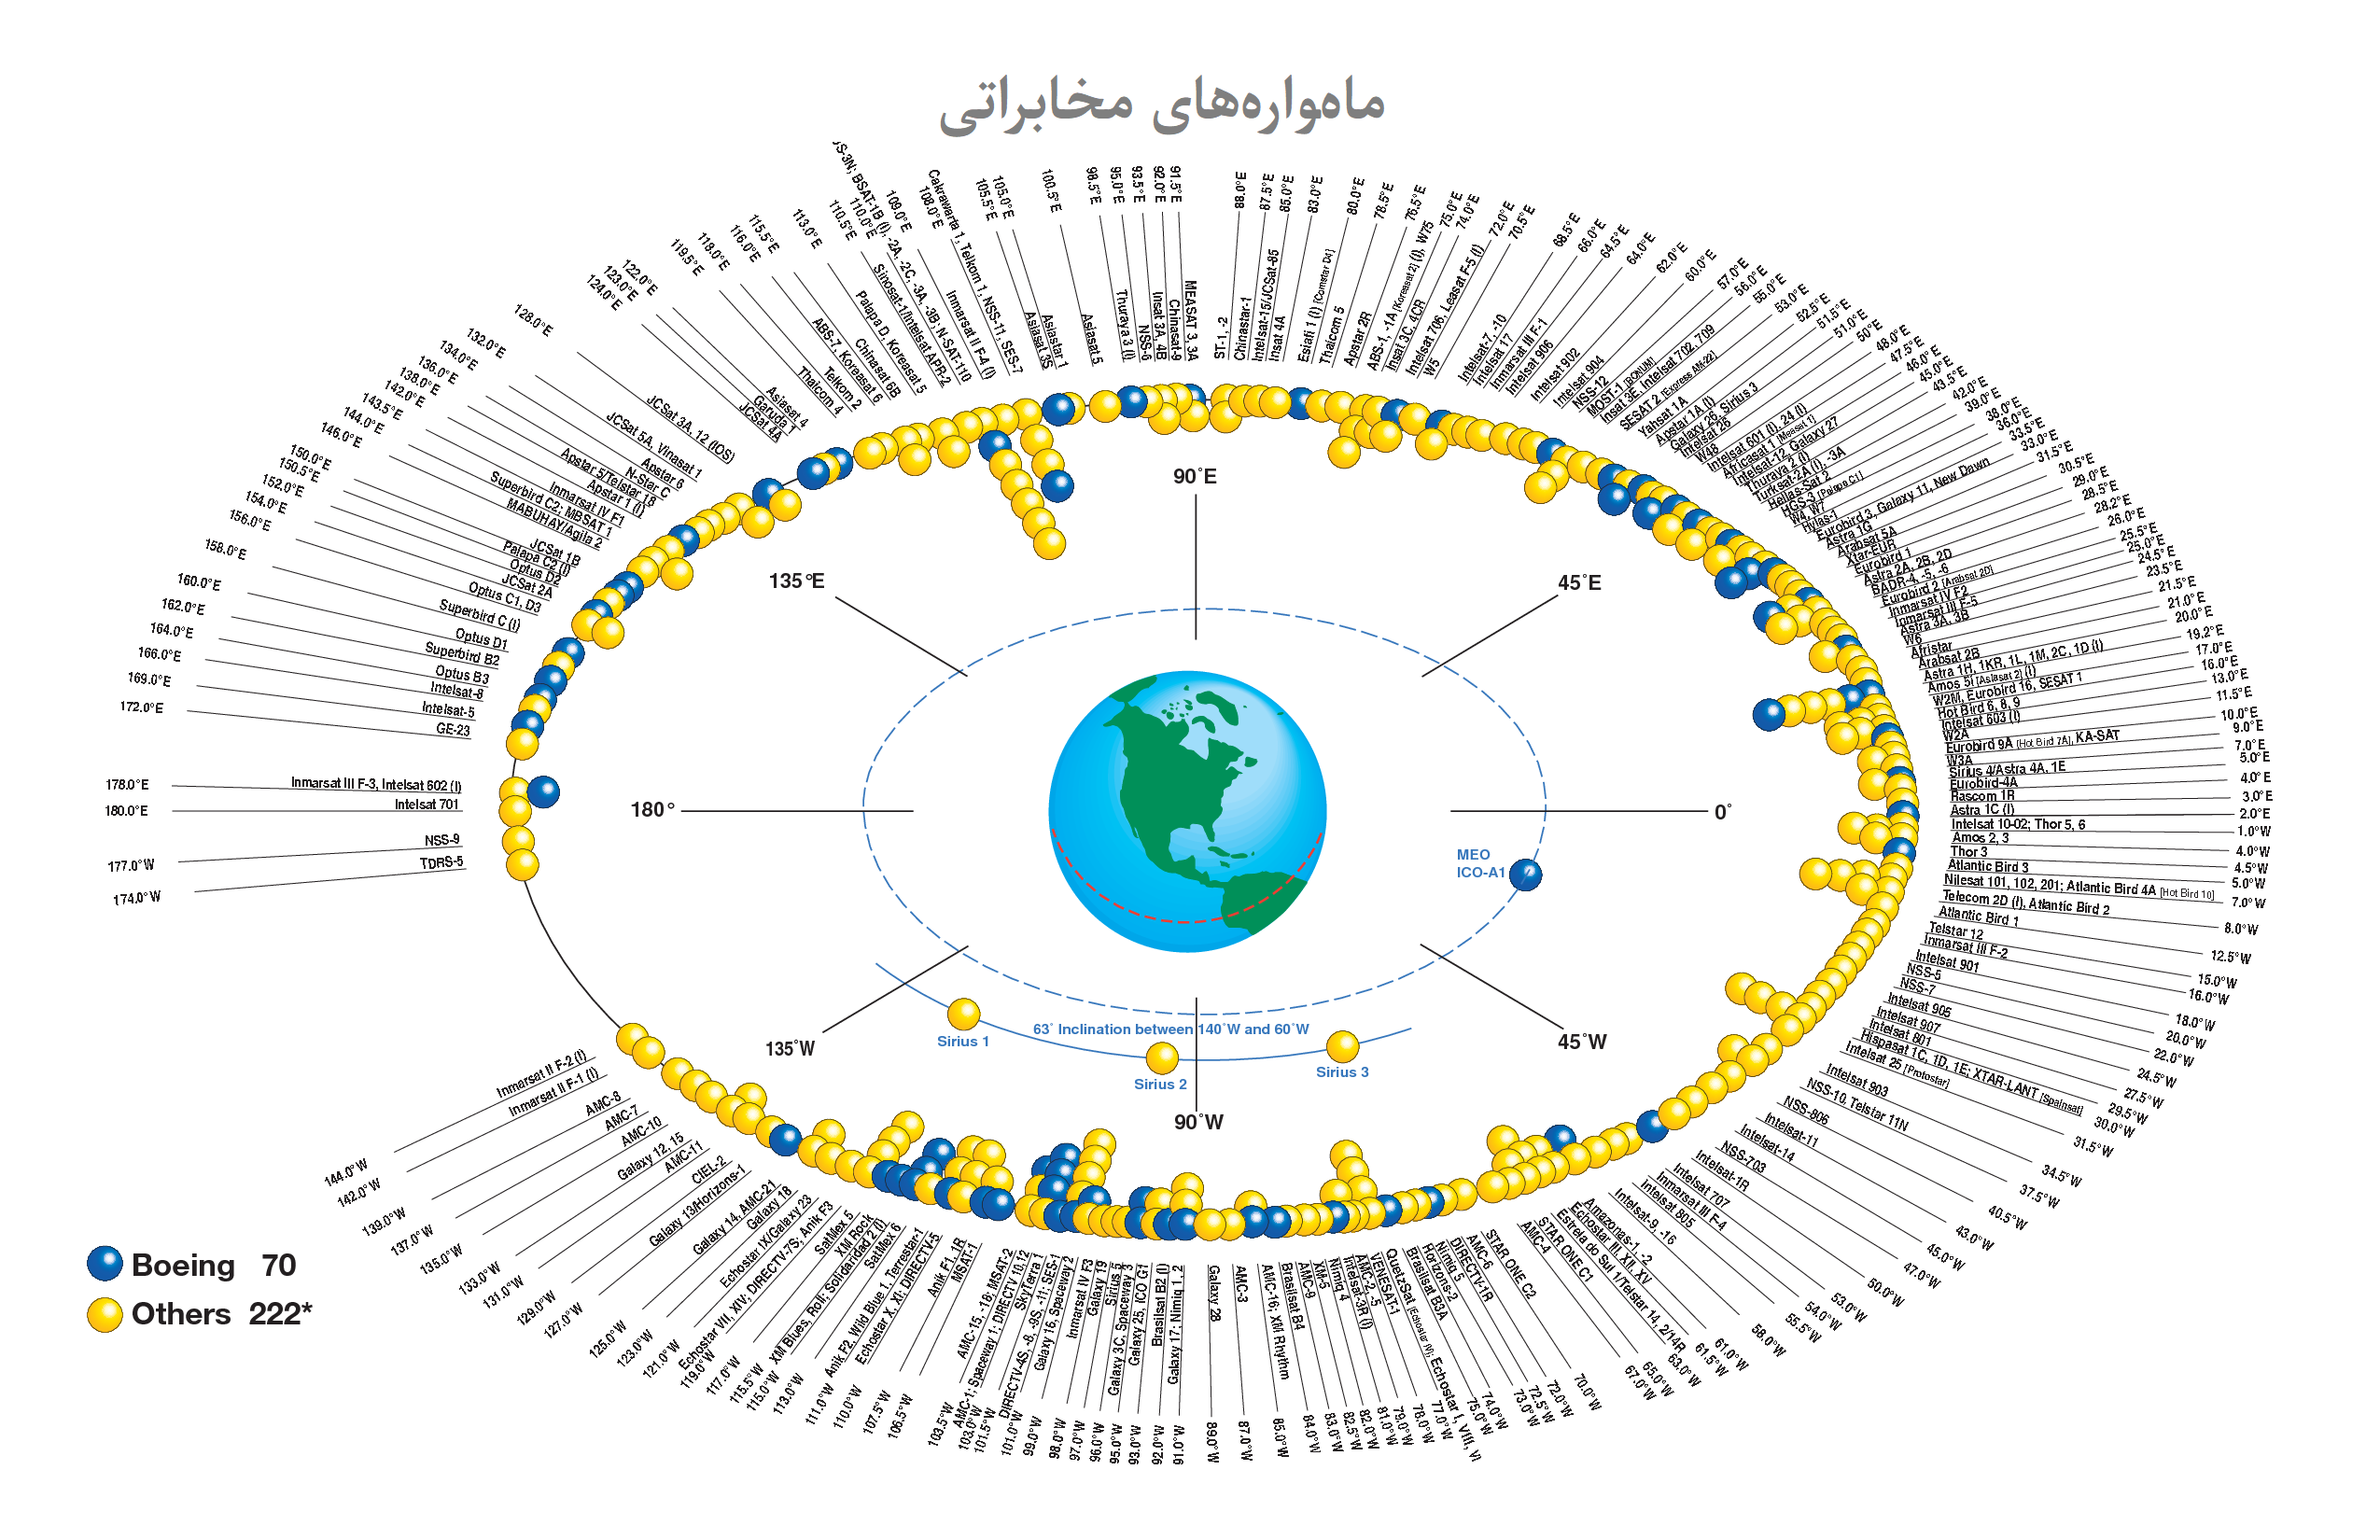 ماه‌واره‌های مخابراتی
91.5°E
92.0°E
93.5°E
95.0°E
98.5°E
100.5°E
105.0°E
105.5°E
108.0°E
109.0°E
110.0°E
110.5°E
113.0°E
115.5°E
116.0°E
118.0°E
119.5°E
122.0°E
123.0°E
124.0°E
128.0°E
132.0°E
134.0°E
136.0°E
138.0°E
142.0°E
143.5°E
144.0°E
146.0°E
150.0°E
150.5°E
152.0°E
154.0°E
156.0°E
158.0°E
160.0°E
162.0°E
164.0°E
166.0°E
169.0°E
172.0°E
178.0°E
180.0°E
177.0°W
174.0°W
MEASAT 3, 3A
Chinasat-9
Insat 3A, 4B
NSS-6
Thuraya 3 (I)
Asiasat 5
Asiastar 1
Asiasat 3S
Cakrawarta 1, Telkom 1, NSS-11, SES-7
Inmarsat II F-4 (I)
BSAT-1B (I), -2A, -2C, -3A, -3B; N-SAT-110
Sinosat-1/Intelsat APR-2
Palapa D, Koreasat 5
Chinasat 6B
ABS-7, Koreasat 6
Telkom 2
Thaicom 4
Asiasat 4
Garuda 1
JCSat 4A
JCSat 3A, 12 (IOS)
JCSat 5A, Vinasat 1
Apstar 6
N-Star C
Apstar 5/Telstar 18
Apstar 1 (I)
Inmarsat IV F1
Superbird C2; MBSAT 1
MABUHAY/Agila 2
JCSat 1B
Palapa C2 (I)
Optus D2
JCSat 2A
Optus C1, D3
Superbird C (I)
Optus D1
Superbird B2
Optus B3
Intelsat-8
Intelsat-5
GE-23
Inmarsat III F-3, Intelsat 602 (I)
Intelsat 701
NSS-9
TDRS-5
88.0°E
87.5°E
85.0°E
83.0°E
80.0°E
78.5°E
76.5°E
75.0°E
74.0°E
72.0°E
70.5°E
68.5°E
66.0°E
64.5°E
64.0°E
62.0°E
60.0°E
57.0°E
56.0°E
55.0°E
53.0°E
52.5°E
51.5°E
51.0°E
50°E
48.0°E
47.5°E
46.0°E
45.0°E
43.5°E
42.0°E
39.0°E
38.0°E
36.0°E
33.5°E
33.0°E
31.5°E
30.5°E
29.0°E
28.5°E
28.2°E
26.0°E
25.5°E
25.0°E
24.5°E
23.5°E
21.5°E
21.0°E
20.0°E
19.2°E
17.0°E
16.0°E
13.0°E
11.5°E
10.0°E
9.0°E
7.0°E
5.0°E
4.0°E
3.0°E
2.0°E
1.0°W
4.0°W
4.5°W
5.0°W
7.0°W
8.0°W
12.5°W
15.0°W
16.0°W
18.0°W
20.0°W
22.0°W
24.5°W
27.5°W
29.5°W
30.0°W
31.5°W
34.5°W
37.5°W
40.5°W
43.0°W
45.0°W
47.0°W
50.0°W
53.0°W
54.0°W
55.5°W
58.0°W
61.0°W
61.5°W
63.0°W
65.0°W
67.0°W
70.0°W
72.0°W
72.5°W
73.0°W
74.0°W
75.0°W
77.0°W
78.0°W
79.0°W
81.0°W
82.0°W
82.5°W
83.0°W
84.0°W
85.0°W
87.0°W
89.0°W
ST-1, -2
Chinastar-1
Intelsat-15/JCSat-85
Insat 4A
Esiafi 1 (I) [Comstar D4]
Thaicom 5
Apstar 2R
ABS-1, -1A [Koreasat 2] (I), W75
Insat 3C, 4CR
Intelsat 706, Leasat F-5 (I)
W5
Intelsat-7, -10
Intelsat 17
Inmarsat III F-1
Intelsat 906
Intelsat 902
Intelsat 904
NSS-12
MOST-1 [BONUM]
Insat 3E, Intelsat 702, 709
SESAT 2 [Express AM-22]
Yahsat 1A
Apstar 1A (I)
Galaxy 26, Sirius 3
Intelsat 26
W48
Intelsat 601 (I), 24 (I)
Africasat 1 [Measat 1]
Intelsat-12, Galaxy 27
Thuraya 2 (I)
Turksat-2A (I), -3A
Hellas-Sat 2
HGS-3 [Palapa C1]
W4, W7
Hylas-1
Eurobird 3, Galaxy 11, New Dawn
Astra 1G
Arabsat 5A
Xtar-EUR
Eurobird 1
Astra 2A, 2B, 2D
BADR-4, -5, -6
Eurobird 2 [Arabsat 2D]
Inmarsat IV F2
Inmarsat III F-5
Astra 3A, 3B
W6
Afristar
Arabsat 2B
Astra 1H, 1KR, 1L, 1M, 2C, 1D (I)
Amos 5i [Asiasat 2] (I)
W2M, Eurobird 16, SESAT 1
Hot Bird 6, 8, 9
Intelsat 603 (I)
W2A
Eurobird 9A [Hot Bird 7A], KA-SAT
W3A
Sirius 4/Astra 4A, 1E
Eurobird-4A
Rascom 1R
Astra 1C (I)
Intelsat 10-02; Thor 5, 6
Amos 2, 3
Thor 3
Atlantic Bird 3
Nilesat 101, 102, 201; Atlantic Bird 4A [Hot Bird 10]
Telecom 2D (I), Atlantic Bird 2
Atlantic Bird 1
Telstar 12
Inmarsat III F-2
Intelsat 901
NSS-5
NSS-7
Intelsat 905
Intelsat 907
Intelsat 801
Hispasat 1C, 1D, 1E; XTAR-LANT [Spainsat]
Intelsat 25 [Protostar]
Intelsat 903
NSS-10, Telstar 11N
NSS-806
Intelsat-11
Intelsat-14
NSS-703
Intelsat-1R
Intelsat 707
Inmarsat III F-4
Intelsat 805
Intelsat-9, -16
Amazonas-1, -2
Echostar III, XII, XV
Estrela do Sul 1/Telstar 14, 2/14R
STAR ONE C1
AMC-4
STAR ONE C2
AMC-6
DIRECTV-1R
Nimiq 5
Horizons-2
Brasilsat B3A
QuetzSat [Echostar IV]; Echostar I, VIII, VI
VENESAT-1
AMC-2, -5
Intelsat-3R (I)
Nimiq 4
XM-5
AMC-9
Brasilsat B4
AMC-16; XM Rhythm
AMC-3
Galaxy 28
90°E
135°E
45°E
180°
0°
135°W
45°W
90°W
MEO
ICO-A1
63° Inclination between 140°W and 60°W
Sirius 1
Sirius 2
Sirius 3
Inmarsat II F-2 (I)
Inmarsat II F-1 (I)
AMC-8
AMC-7
AMC-10
Galaxy 12, 15
AMC-11
CIEL-2
Galaxy 13/Horizons-1
Galaxy 14, AMC-21
Galaxy 18
Echostar IX/Galaxy 23
Echostar VII, XIV; DIRECTV-7S; Anik F3
SatMex 5
XM Rock
XM Blues, Roll; Solidaridad 2 (I)
SatMex 6
Anik F2, Wild Blue 1, Terrestar-1
Echostar X, XI; DIRECTV-5
Anik F1, 1R
MSAT-1
AMC-15, -18; MSAT-2
AMC-1; Spaceway 1; DIRECTV 10,12
SkyTerra 1
DIRECTV-4S, -8, -9S, -11; SES-1
Galaxy 16, Spaceway 2
Inmarsat IV F3
Galaxy 19
Sirius 5
Galaxy 3C, Spaceway 3
Galaxy 25, ICO G1
Brasilsat B2 (I)
Galaxy 17; Nimiq 1, 2
144.0°W
142.0°W
139.0°W
137.0°W
135.0°W
133.0°W
131.0°W
129.0°W
127.0°W
125.0°W
123.0°W
121.0°W
119.0°W
117.0°W
115.5°W
115.0°W
113.0°W
111.0°W
110.0°W
107.5°W
106.5°W
103.5°W
103.0°W
101.5°W
101.0°W
99.0°W
98.0°W
97.0°W
96.0°W
95.0°W
93.0°W
92.0°W
91.0°W
Boeing 70
Others 222*